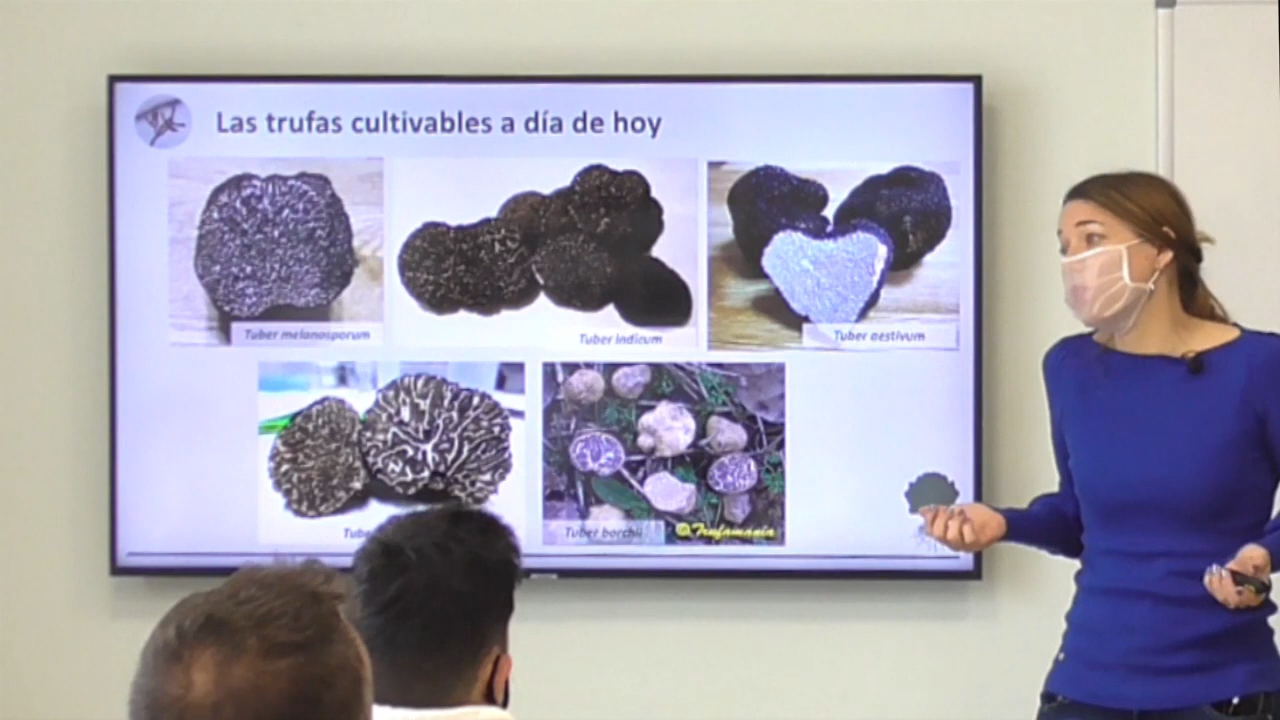 Las trufas cultivables a día de hoy
Tuber melanosporum
Tuber indicum
Tuber aestivum
Tuber borchii
©Trufamania